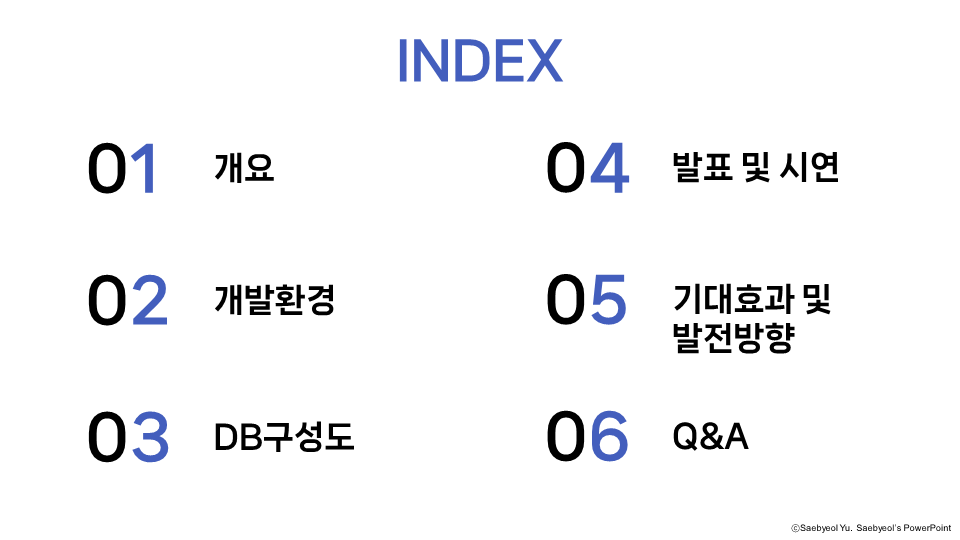 INDEX
01 개요
02 개발환경
03 DB구성도
04 발표 및 시연
05 기대효과 및
발전방향
06 Q&A
ⓒSaebyeol Yu. Saebyeol's PowerPoint